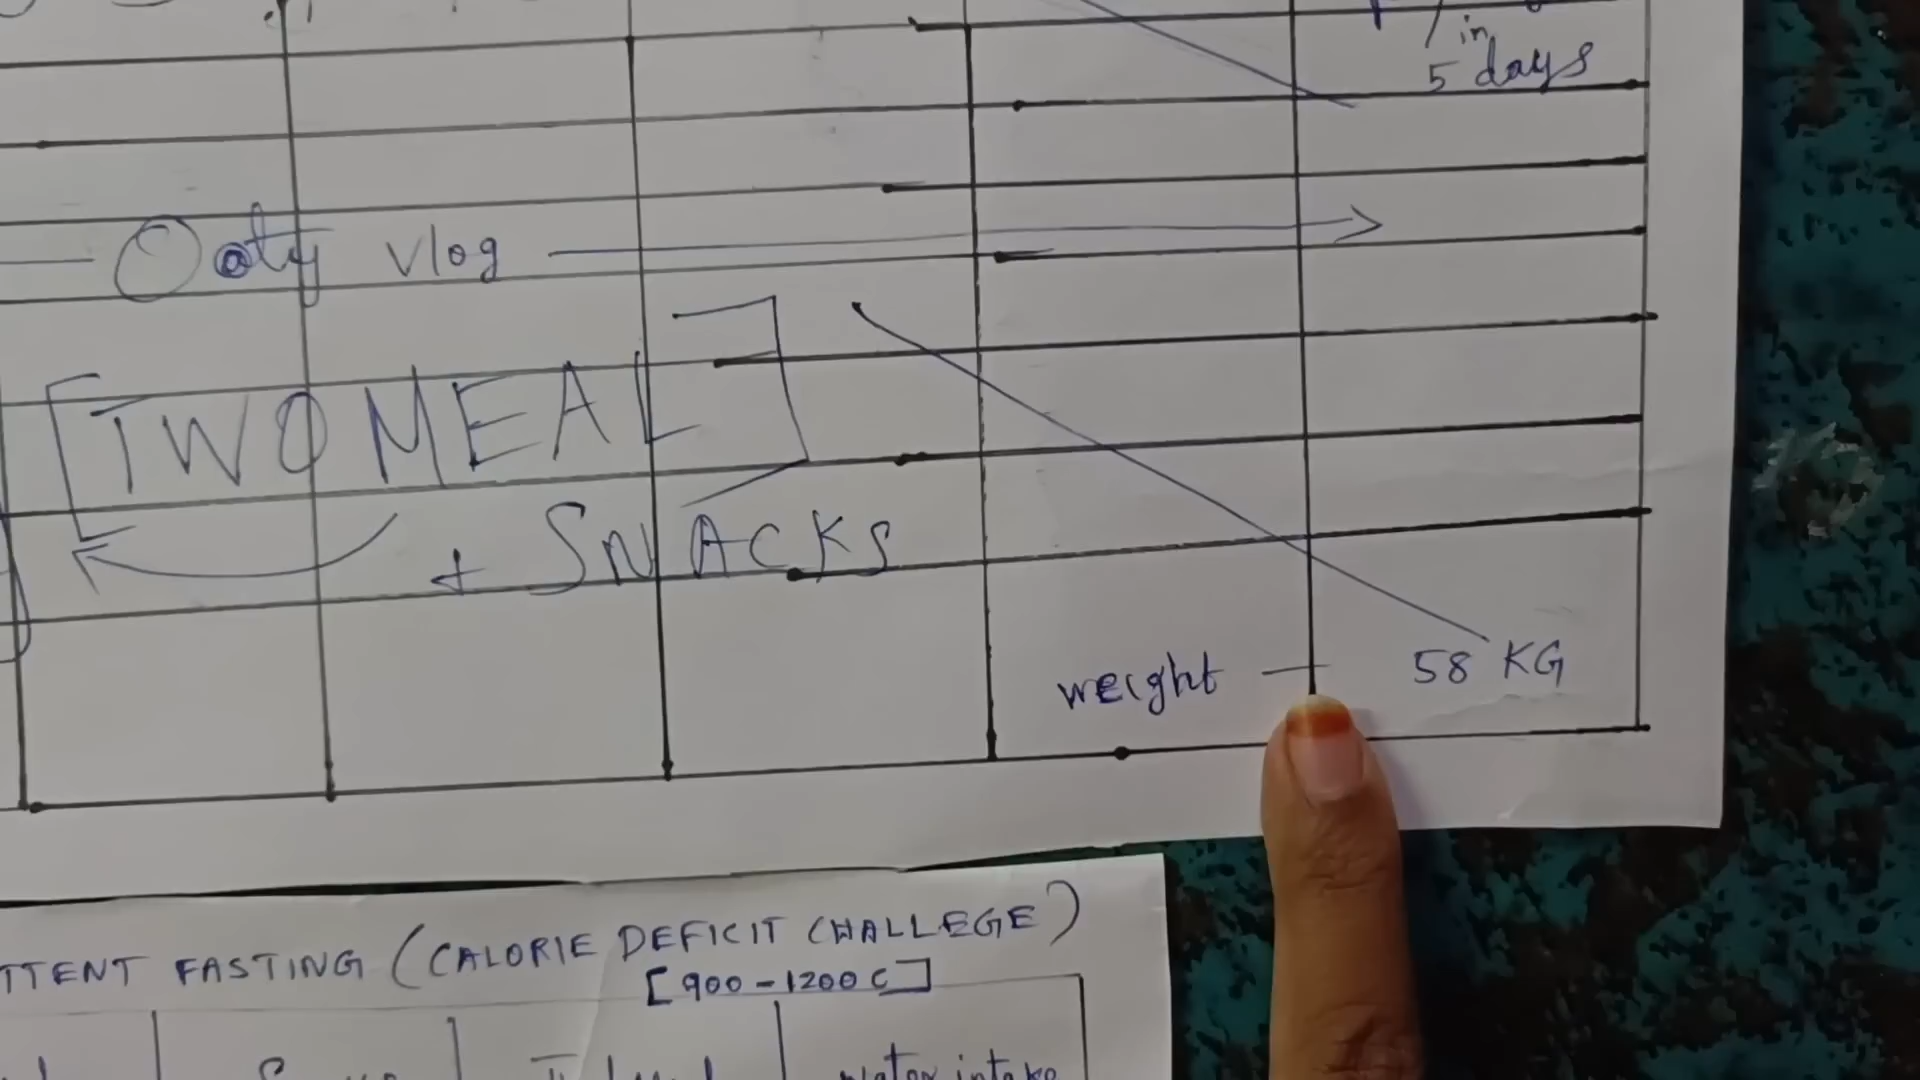 in
5 days
Ooty vlog
[TWO MEAL]
+ SNACKS
weight — 58 KG
TTENT FASTING (CALORIE DEFICIT CHALLEGE)
[900-1200 C]
water intake